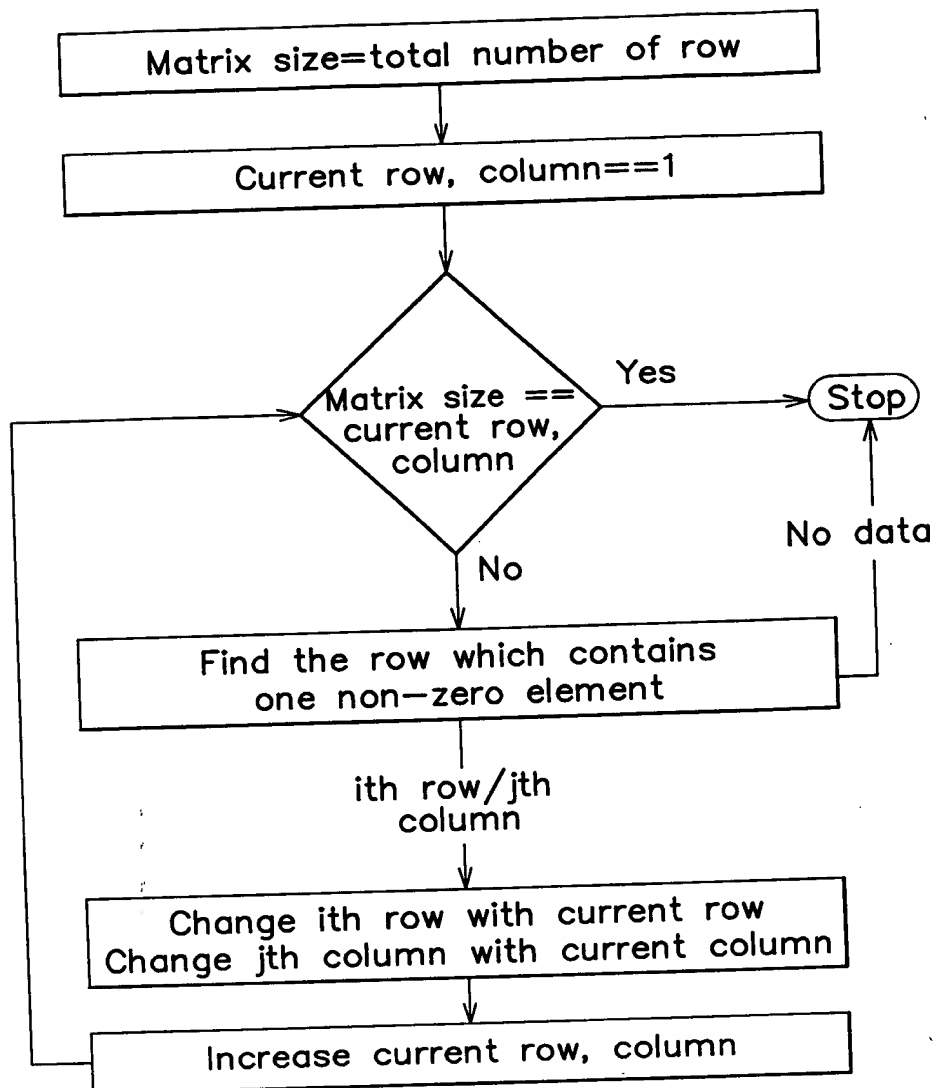 Matrix size=total number of row
Current row, column==1
Matrix size ==
current row,
column
Yes
Stop
No data
No
Find the row which contains
one non-zero element
ith row/jth
column
Change ith row with current row
Change jth column with current column
Increase current row, column